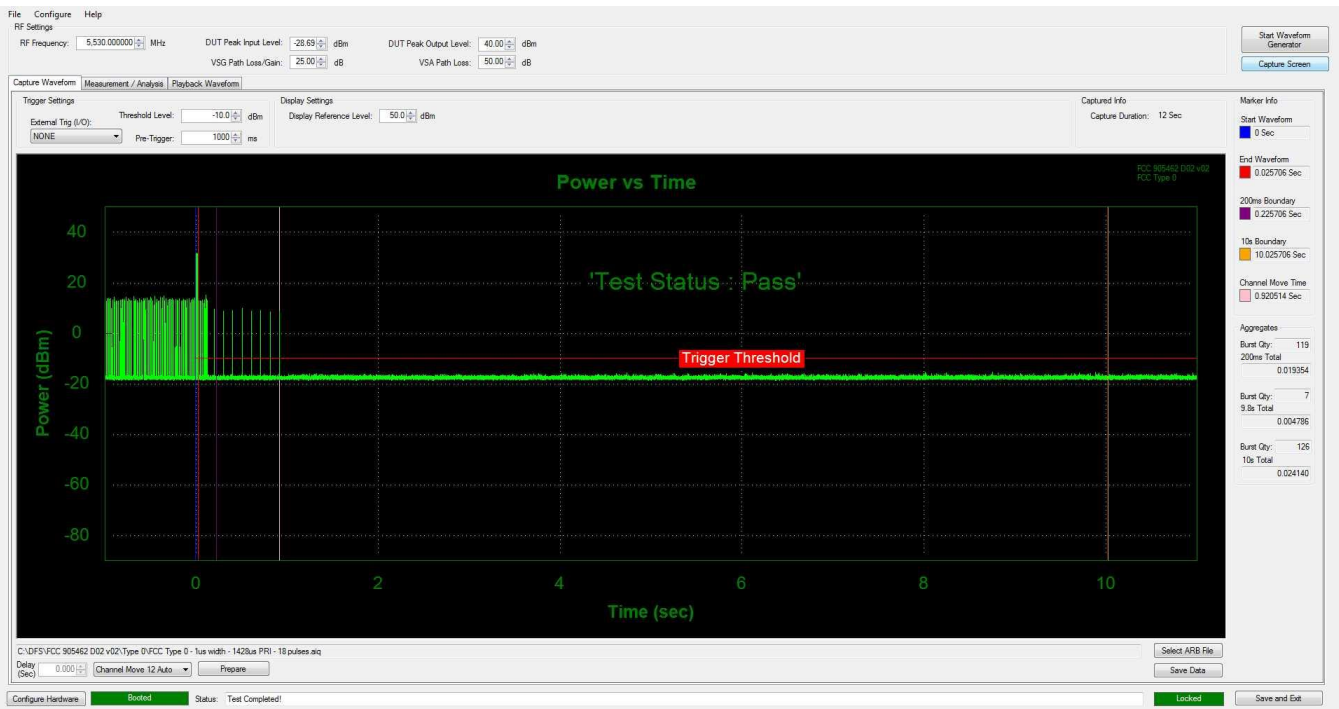 File Configure Help
RF Settings
RF Frequency: 5,530.000000 MHz DUT Peak Input Level: -28.69 dBm DUT Peak Output Level: 40.00 dBm
VSG Path Loss/Gain: 25.00 dB VSA Path Loss: 50.00 dB
Start Waveform
Generator
Capture Screen
Capture Waveform Measurement / Analysis Playback Waveform
Trigger Settings
External Trig (I/O): Threshold Level: -10.0 dBm
NONE Pre-Trigger: 1000 ms
Display Settings
Display Reference Level: 50.0 dBm
Captured Info
Capture Duration: 12 Sec
Marker Info
Start Waveform
0 Sec
End Waveform
0.025706 Sec
200ms Boundary
0.225706 Sec
10s Boundary
10.025706 Sec
Channel Move Time
0.920514 Sec
Aggregates
Burst Qty: 119
200ms Total
0.019354
Burst Qty: 7
9.8s Total
0.004786
Burst Qty: 126
10s Total
0.024140
Power vs Time
FCC 905462 D02 v02
FCC Type 0
'Test Status : Pass'
Trigger Threshold
Power (dBm)
40
20
0
-20
-40
-60
-80
0 2 4 6 8 10
Time (sec)
C:\DFS\FCC 905462 D02 v02\Type 0\FCC Type 0 - 1us width - 1428us PRI - 18 pulses.aiq
Select ARB File
Delay
(Sec) 0.000 Channel Move 12 Auto Prepare
Save Data
Configure Hardware Booted Status: Test Completed! Locked Save and Exit